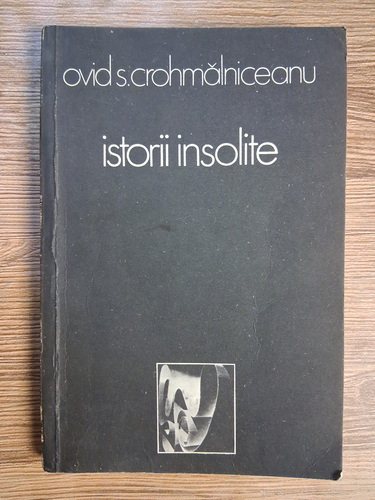 ovid s. crohmălniceanu
istorii insolite